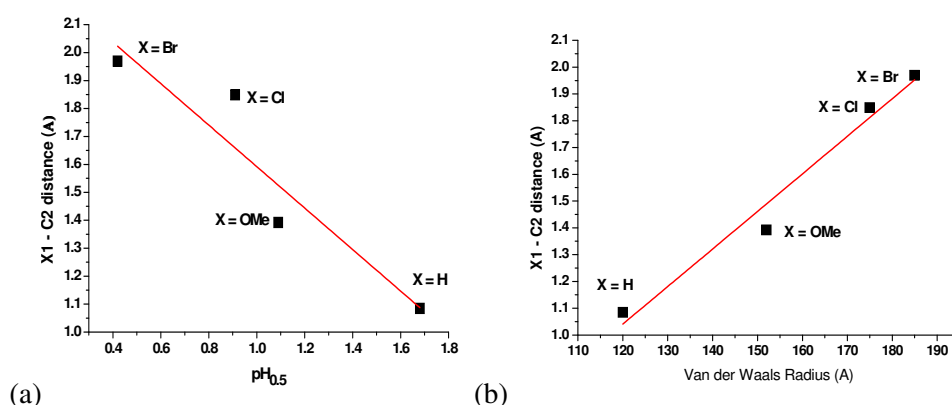 2.1
2.0
1.9
1.8
1.7
1.6
1.5
1.4
1.3
1.2
1.1
1.0
X1 - C2 distance (A)
X = Br
X = Cl
X = OMe
X = H
0.4 0.6 0.8 1.0 1.2 1.4 1.6 1.8
pH0.5
(a)
2.1
2.0
1.9
1.8
1.7
1.6
1.5
1.4
1.3
1.2
1.1
1.0
X1 - C2 distance (A)
X = Br
X = Cl
X = OMe
X = H
110 120 130 140 150 160 170 180 190
Van der Waals Radius (A)
(b)